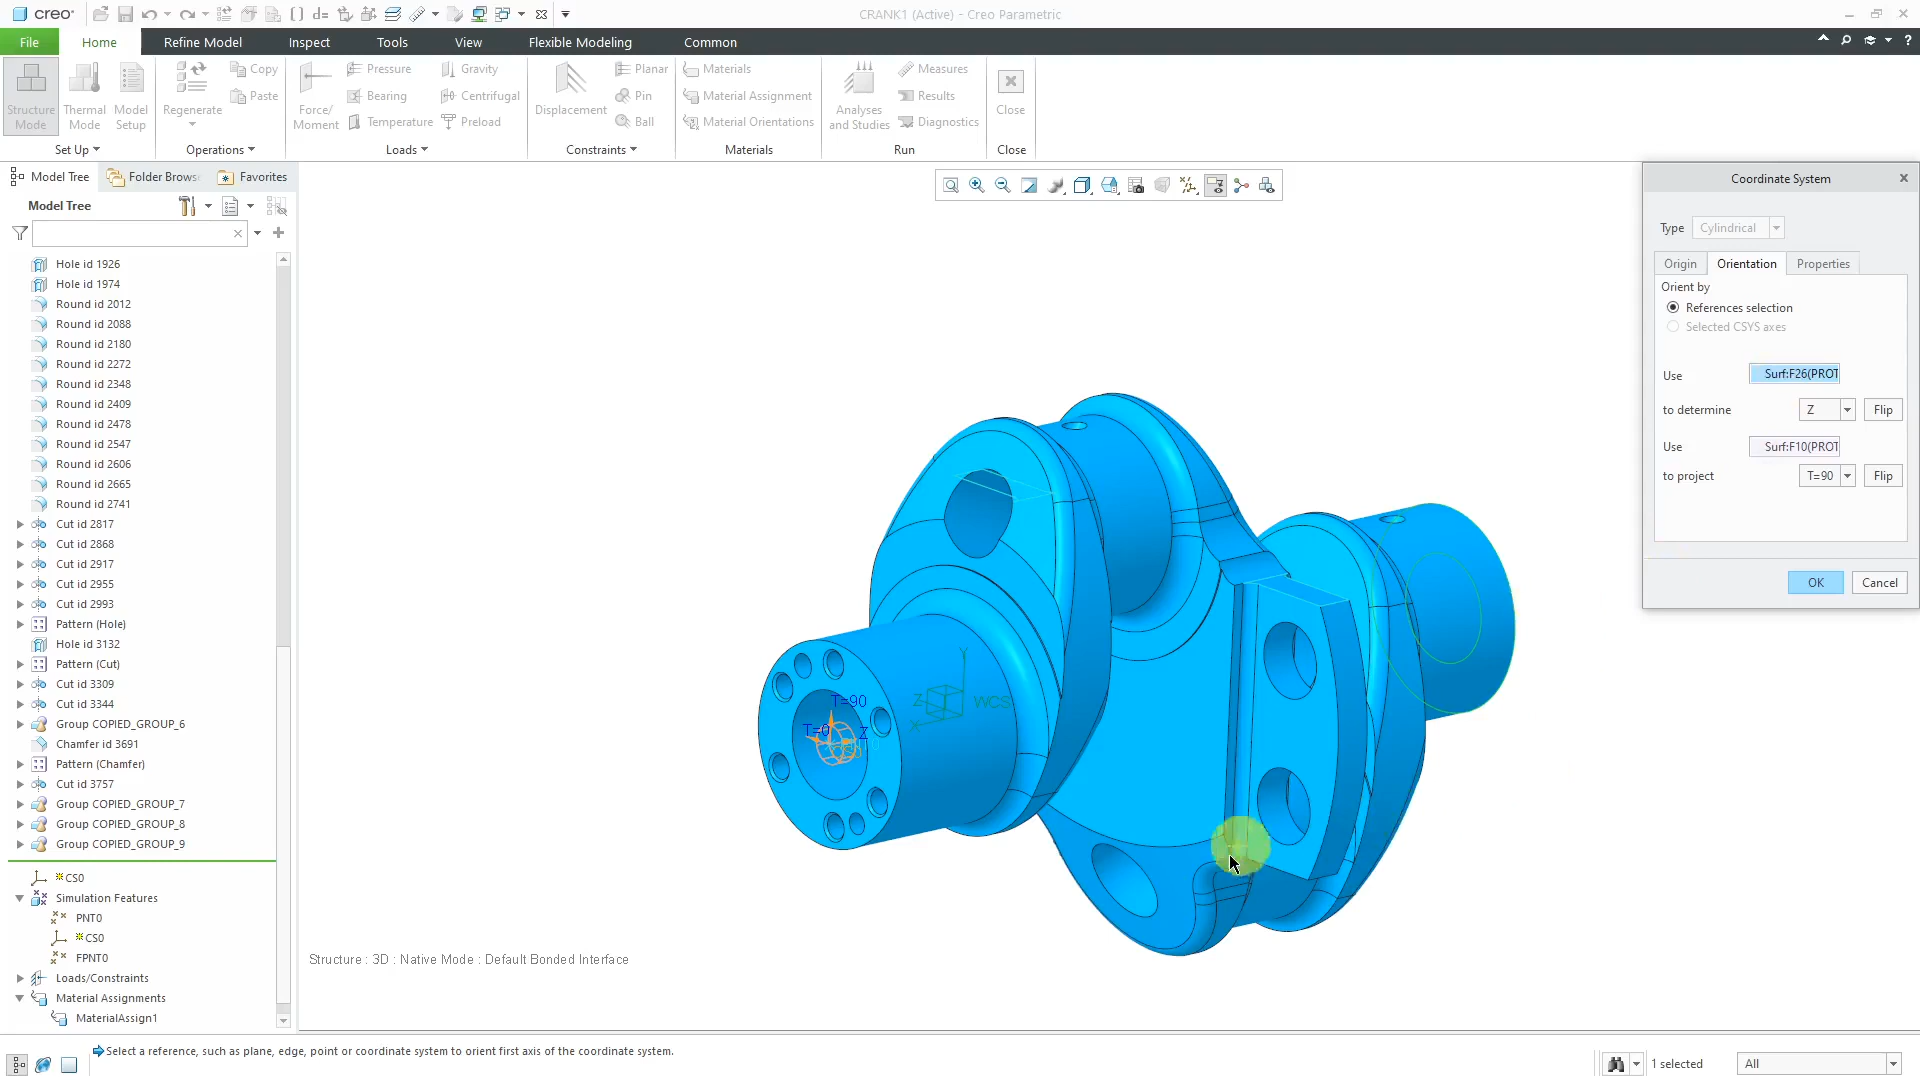 creo
CRANK1 (Active) - Creo Parametric
File
Home
Refine Model
Inspect
Tools
View
Flexible Modeling
Common
Structure Mode
Thermal Mode
Model Setup
Set Up
Regenerate
Copy
Paste
Operations
Force/ Moment
Pressure
Bearing
Temperature
Gravity
Centrifugal
Preload
Loads
Displacement
Planar
Pin
Ball
Constraints
Materials
Material Assignment
Material Orientations
Materials
Analyses and Studies
Measures
Results
Diagnostics
Run
Close
Close
Model Tree
Folder Brows
Favorites
Model Tree
Hole id 1926
Hole id 1974
Round id 2012
Round id 2088
Round id 2180
Round id 2272
Round id 2348
Round id 2409
Round id 2478
Round id 2547
Round id 2606
Round id 2665
Round id 2741
Cut id 2817
Cut id 2868
Cut id 2917
Cut id 2955
Cut id 2993
Pattern (Hole)
Hole id 3132
Pattern (Cut)
Cut id 3309
Cut id 3344
Group COPIED_GROUP_6
Chamfer id 3691
Pattern (Chamfer)
Cut id 3757
Group COPIED_GROUP_7
Group COPIED_GROUP_8
Group COPIED_GROUP_9
CS0
Simulation Features
PNT0
CS0
FPNT0
Loads/Constraints
Material Assignments
MaterialAssign1
T=90
T=0
Z
Y
Z
X
WCS
Structure : 3D : Native Mode : Default Bonded Interface
Coordinate System
Type Cylindrical
Origin
Orientation
Properties
Orient by
References selection
Selected CSYS axes
Use Surf:F26(PROT
to determine Z Flip
Use Surf:F10(PROT
to project T=90 Flip
OK
Cancel
Select a reference, such as plane, edge, point or coordinate system to orient first axis of the coordinate system.
1 selected
All